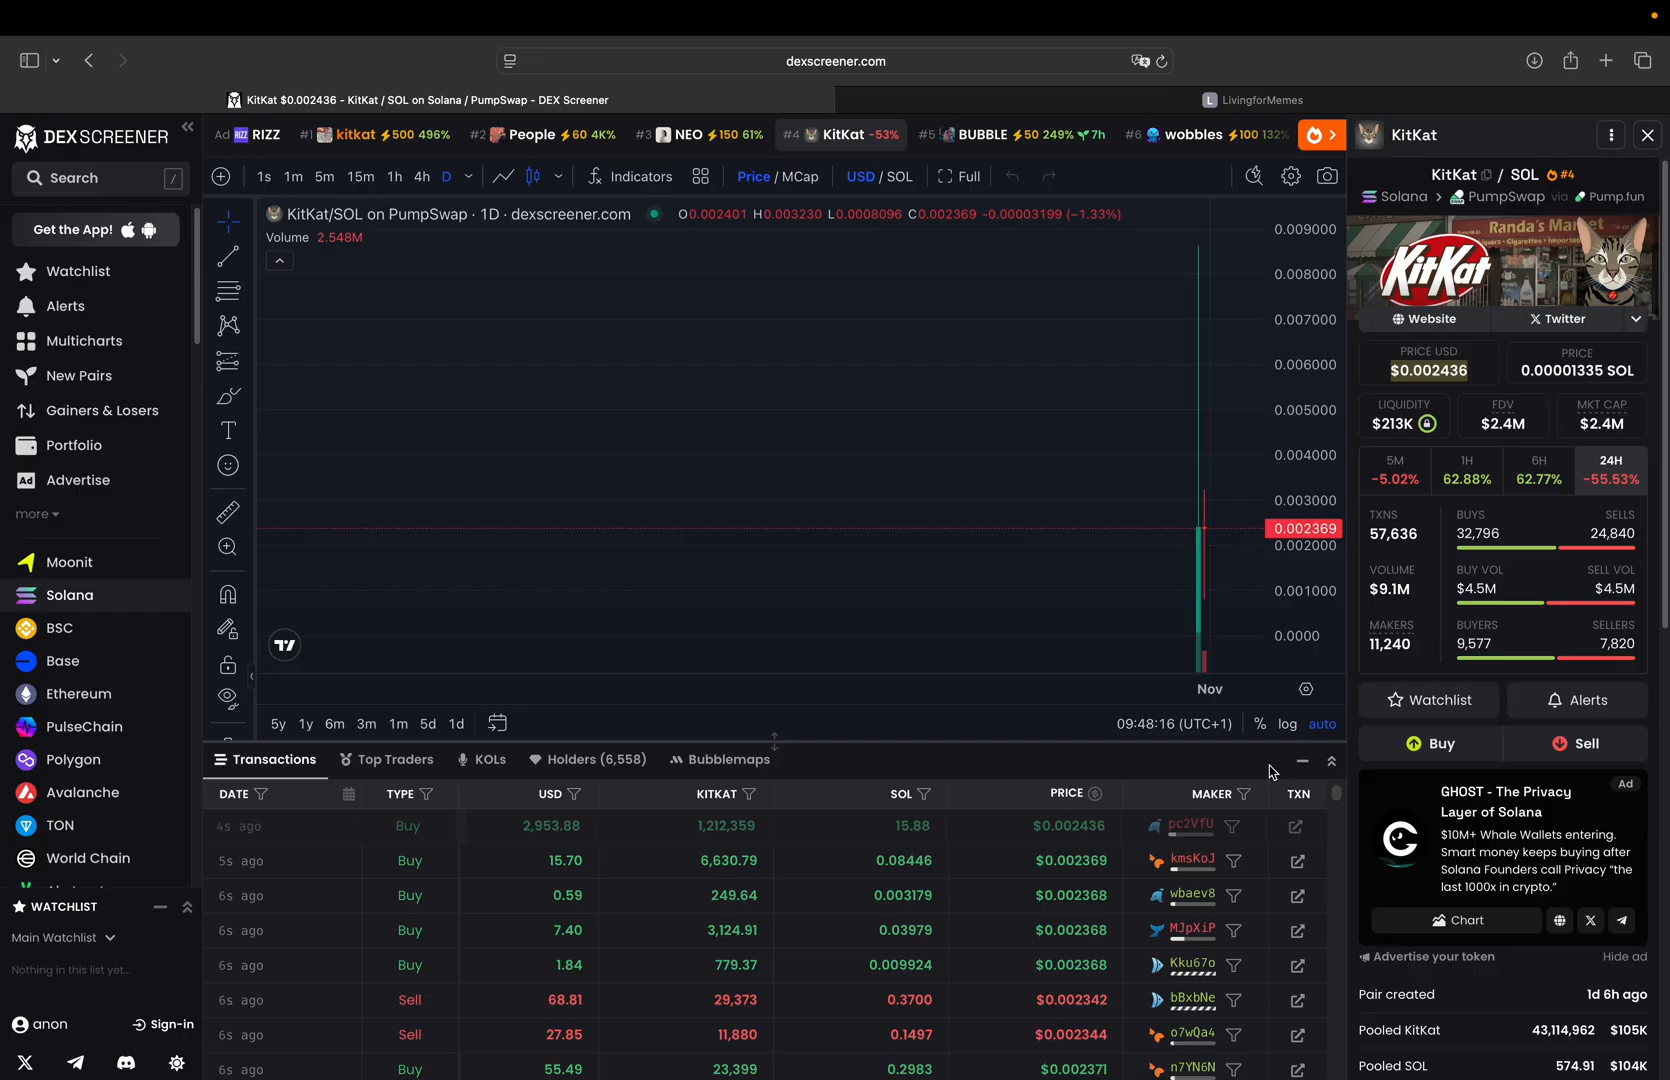 dexscreener.com
KitKat $0.002436 - KitKat / SOL on Solana / PumpSwap - DEX Screener
L LivingforMemes
DEXSCREENER
Search /
Get the App!
Watchlist
Alerts
Multicharts
New Pairs
Gainers & Losers
Portfolio
Ad Advertise
more
Moonit
Solana
BSC
Base
Ethereum
PulseChain
Polygon
Avalanche
TON
World Chain
WATCHLIST
Main Watchlist
Nothing in this list yet...
anon Sign-in
Ad RIZZ RIZZ #1 kitkat 500 496% #2 People 60 4K% #3 NEO 150 61% #4 KitKat -53% #5 BUBBLE 50 249% 7h #6 wobbles 100 132%
1s 1m 5m 15m 1h 4h D Indicators Price / MCap USD / SOL Full
KitKat/SOL on PumpSwap · 1D · dexscreener.com O0.002401 H0.003230 L0.0008096 C0.002369 -0.00003199 (−1.33%)
Volume 2.548M
0.009000
0.008000
0.007000
0.006000
0.005000
0.004000
0.003000
0.002369
0.002000
0.001000
0.0000
Nov
5y 1y 6m 3m 1m 5d 1d 09:48:16 (UTC+1) % log auto
Transactions Top Traders KOLs Holders (6,558) Bubblemaps
DATE TYPE USD KITKAT SOL PRICE MAKER TXN
4s ago Buy 2,953.88 1,212,359 15.88 $0.002436 pc2VfU
5s ago Buy 15.70 6,630.79 0.08446 $0.002369 kmsKoJ
6s ago Buy 0.59 249.64 0.003179 $0.002368 wbaev8
6s ago Buy 7.40 3,124.91 0.03979 $0.002368 MJpXiP
6s ago Buy 1.84 779.37 0.009924 $0.002368 Kku67o
6s ago Sell 68.81 29,373 0.3700 $0.002342 bBxbNe
6s ago Sell 27.85 11,880 0.1497 $0.002344 o7wQa4
6s ago Buy 55.49 23,399 0.2983 $0.002371 n7YN6N
KitKat
KitKat / SOL #4
Solana > PumpSwap via Pump.fun
Randa's Market
KitKat
Website Twitter
PRICE USD
$0.002436
PRICE
0.00001335 SOL
LIQUIDITY
$213K
FDV
$2.4M
MKT CAP
$2.4M
5M 1H 6H 24H
-5.02% 62.88% 62.77% -55.53%
TXNS BUYS SELLS
57,636 32,796 24,840
VOLUME BUY VOL SELL VOL
$9.1M $4.5M $4.5M
MAKERS BUYERS SELLERS
11,240 9,577 7,820
Watchlist Alerts
Buy Sell
Ad
GHOST - The Privacy
Layer of Solana
$10M+ Whale Wallets entering.
Smart money keeps buying after
Solana Founders call Privacy “the
last 1000x in crypto.”
Chart
Advertise your token Hide ad
Pair created 1d 6h ago
Pooled KitKat 43,114,962 $105K
Pooled SOL 574.91 $104K